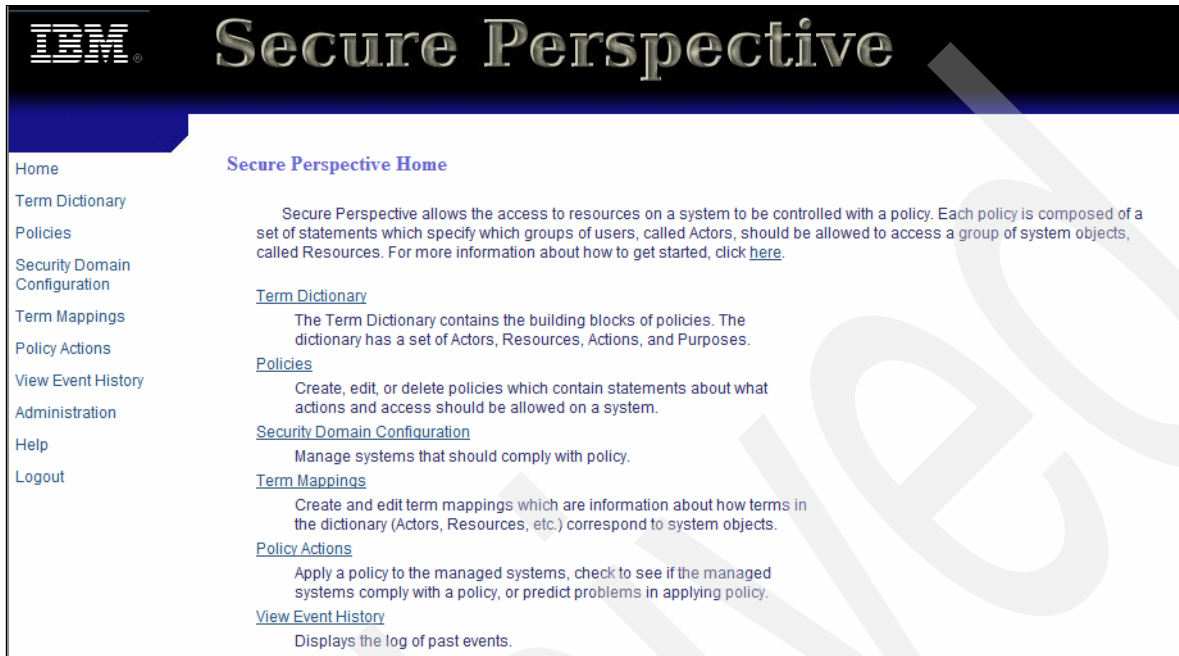 IBM®
Secure Perspective
Home
Term Dictionary
Policies
Security Domain
Configuration
Term Mappings
Policy Actions
View Event History
Administration
Help
Logout
Secure Perspective Home
Secure Perspective allows the access to resources on a system to be controlled with a policy. Each policy is composed of a
set of statements which specify which groups of users, called Actors, should be allowed to access a group of system objects,
called Resources. For more information about how to get started, click here.
Term Dictionary
The Term Dictionary contains the building blocks of policies. The
dictionary has a set of Actors, Resources, Actions, and Purposes.
Policies
Create, edit, or delete policies which contain statements about what
actions and access should be allowed on a system.
Security Domain Configuration
Manage systems that should comply with policy.
Term Mappings
Create and edit term mappings which are information about how terms in
the dictionary (Actors, Resources, etc.) correspond to system objects.
Policy Actions
Apply a policy to the managed systems, check to see if the managed
systems comply with a policy, or predict problems in applying policy.
View Event History
Displays the log of past events.